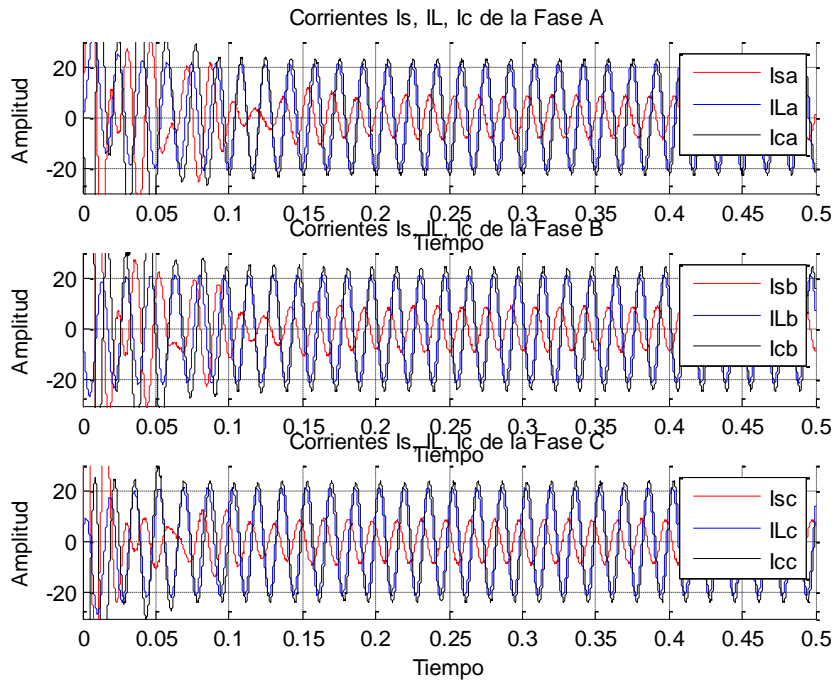 Corrientes Is, IL, Ic de la Fase A
Amplitud
20
0
-20
Isa
ILa
Ica
0 0.05 0.1 0.15 0.2 0.25 0.3 0.35 0.4 0.45 0.5
Tiempo
Corrientes Is, IL, Ic de la Fase B
Amplitud
20
0
-20
Isb
ILb
Icb
0 0.05 0.1 0.15 0.2 0.25 0.3 0.35 0.4 0.45 0.5
Tiempo
Corrientes Is, IL, Ic de la Fase C
Amplitud
20
0
-20
Isc
ILc
Icc
0 0.05 0.1 0.15 0.2 0.25 0.3 0.35 0.4 0.45 0.5
Tiempo